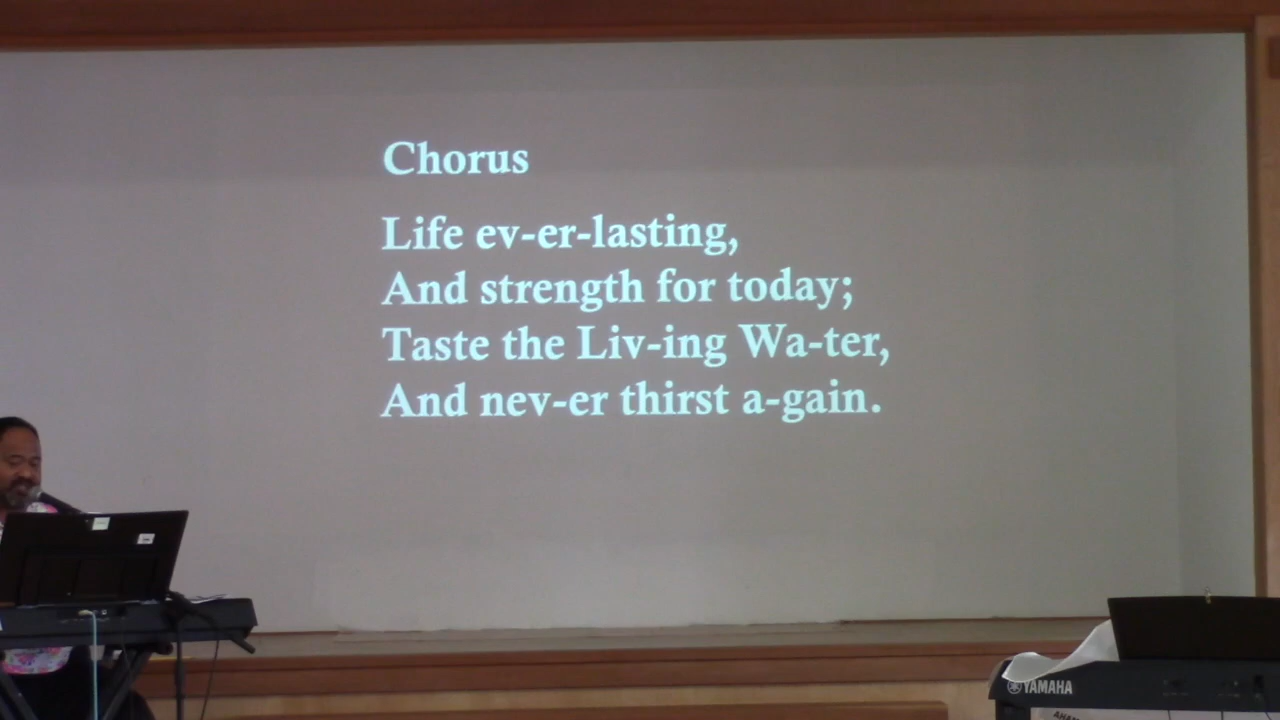 Chorus
Life ev-er-lasting,
And strength for today;
Taste the Liv-ing Wa-ter,
And nev-er thirst a-gain.
YAMAHA